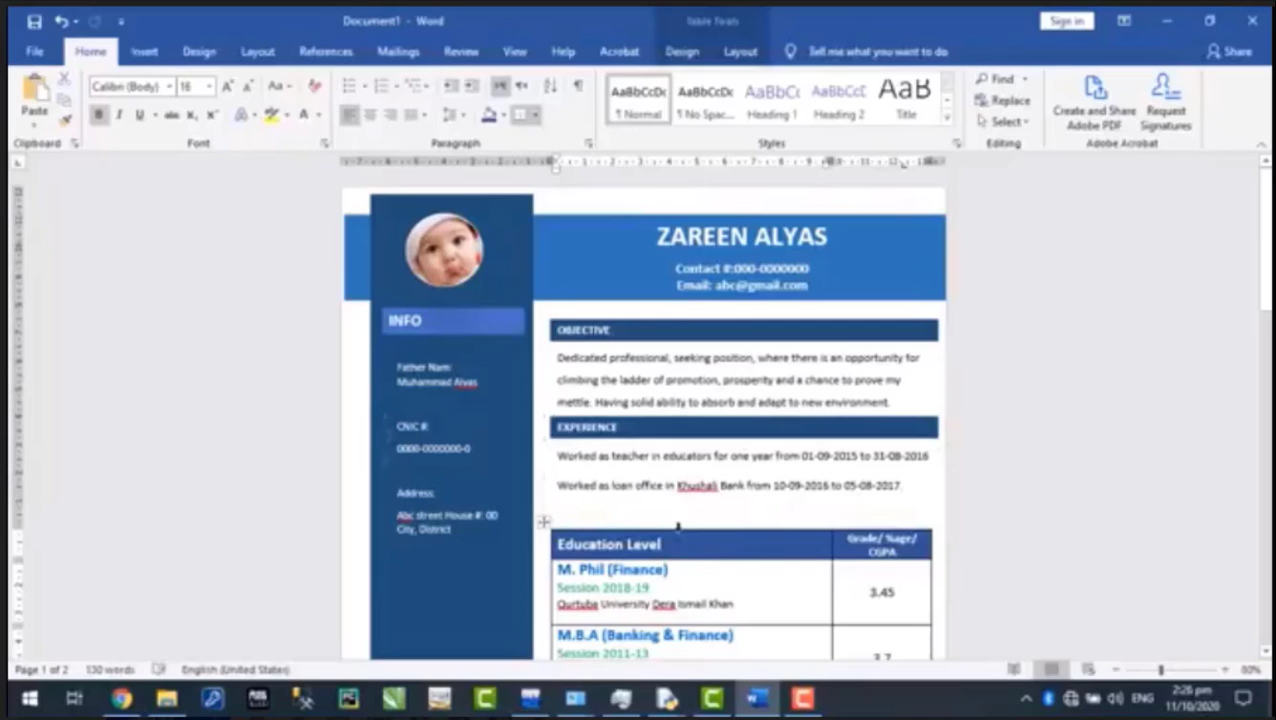 Document1 - Word
Table Tools
Sign in
File
Home
Insert
Design
Layout
References
Mailings
Review
View
Help
Acrobat
Design
Layout
Tell me what you want to do
Share
Paste
Clipboard
Calibri (Body)
16
Font
Paragraph
AaBbCcDc
¶ Normal
AaBbCcDc
¶ No Spac...
AaBbCc
Heading 1
AaBbCcD
Heading 2
AaB
Title
Styles
Find
Replace
Select
Editing
Create and Share
Adobe PDF
Request
Signatures
Adobe Acrobat
ZAREEN ALYAS
Contact #:000-0000000
Email: abc@gmail.com
INFO
Father Nam:
Muhammad Alyas
CNIC #:
0000-0000000-0
Address:
Abc street House #: 00
City, District
OBJECTIVE
Dedicated professional, seeking position, where there is an opportunity for
climbing the ladder of promotion, prosperity and a chance to prove my
mettle. Having solid ability to absorb and adapt to new environment.
EXPERIENCE
Worked as teacher in educators for one year from 01-09-2015 to 31-08-2016
Worked as loan office in Khushali Bank from 10-09-2016 to 05-08-2017.
Education Level
Grade/ %age/
CGPA
M. Phil (Finance)
Session 2018-19
Qurtuba University Dera Ismail Khan
3.45
M.B.A (Banking & Finance)
Session 2011-13
3.7
Page 1 of 2
130 words
English (United States)
80%
ENG
2:26 pm
11/10/2020